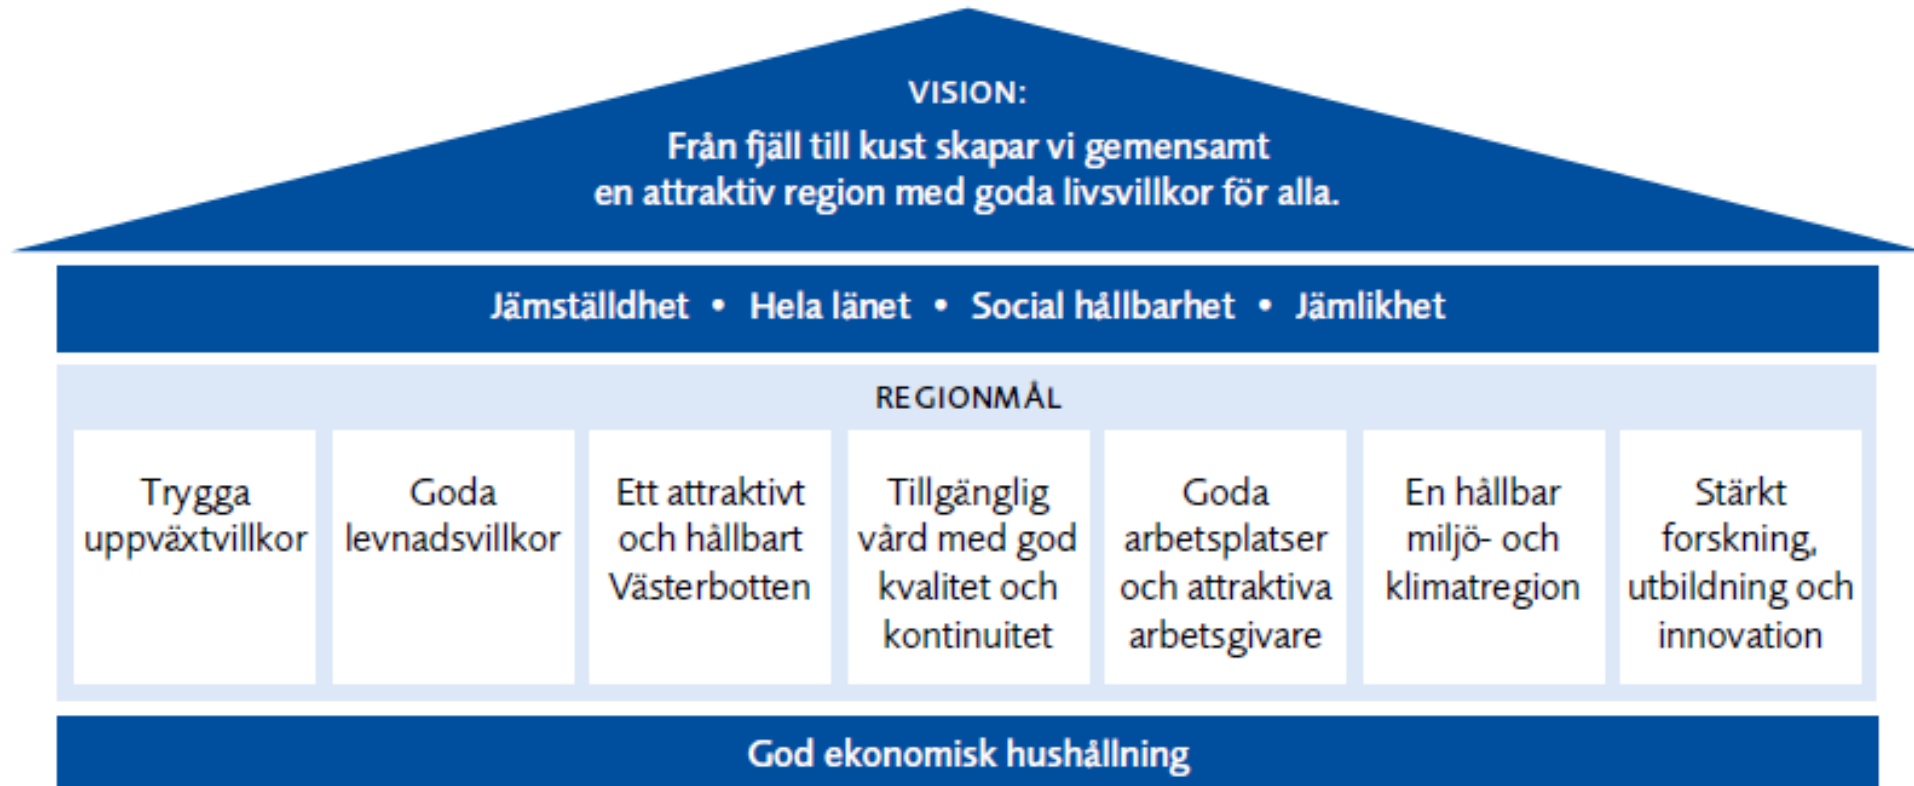 VISION:
Från fjäll till kust skapar vi gemensamt
en attraktiv region med goda livsvillkor för alla.
Jämställdhet • Hela länet • Social hållbarhet • Jämlikhet
REGIONMÅL
Trygga
uppväxtvillkor
Goda
levnadsvillkor
Ett attraktivt
och hållbart
Västerbotten
Tillgänglig
vård med god
kvalitet och
kontinuitet
Goda
arbetsplatser
och attraktiva
arbetsgivare
En hållbar
miljö- och
klimatregion
Stärkt
forskning,
utbildning och
innovation
God ekonomisk hushållning